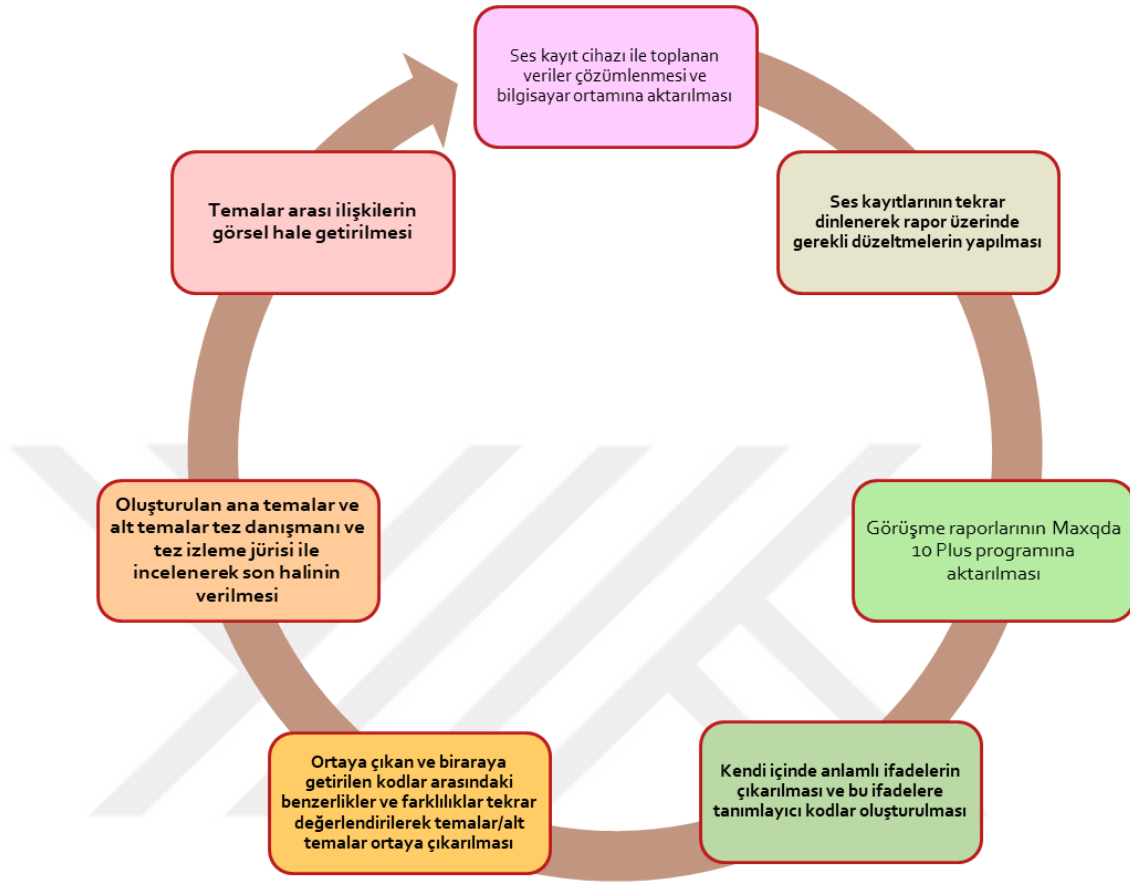 Ses kayıt cihazı ile toplanan
veriler çözümlenmesi ve
bilgisayar ortamına aktarılması
Ses kayıtlarının tekrar
dinlenerek rapor üzerinde
gerekli düzeltmelerin yapılması
Görüşme raporlarının Maxqda
10 Plus programına
aktarılması
Kendi içinde anlamlı ifadelerin
çıkarılması ve bu ifadelere
tanımlayıcı kodlar oluşturulması
Ortaya çıkan ve biraraya
getirilen kodlar arasındaki
benzerlikler ve farklılıklar tekrar
değerlendirilerek temalar/alt
temalar ortaya çıkarılması
Oluşturulan ana temalar ve
alt temalar tez danışmanı ve
tez izleme jürisi ile
incelenerek son halinin
verilmesi
Temalar arası ilişkilerin
görsel hale getirilmesi